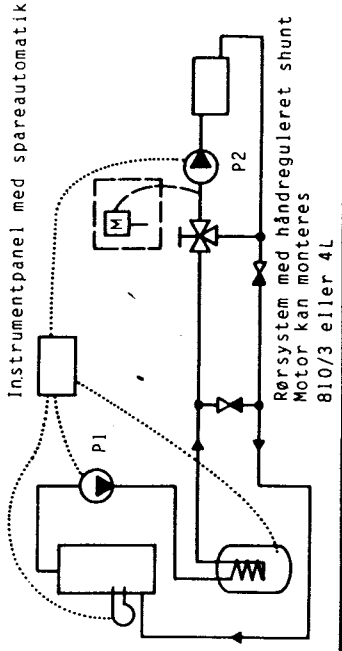 Instrumentpanel med spareautomatik
M
P1
P2
Rørsystem med håndreguleret shunt
Motor kan monteres
810/3 eller 4L